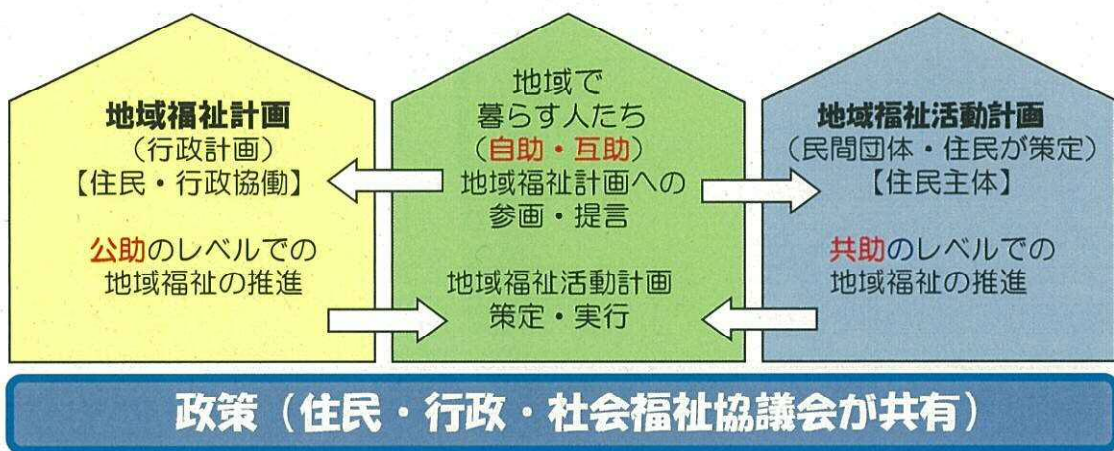 地域福祉計画
（行政計画）
【住民・行政協働】
公助のレベルでの
地域福祉の推進
地域で
暮らす人たち
（自助・互助）
地域福祉計画への
参画・提言
地域福祉活動計画
策定・実行
地域福祉活動計画
（民間団体・住民が策定）
【住民主体】
共助のレベルでの
地域福祉の推進
政策（住民・行政・社会福祉協議会が共有）